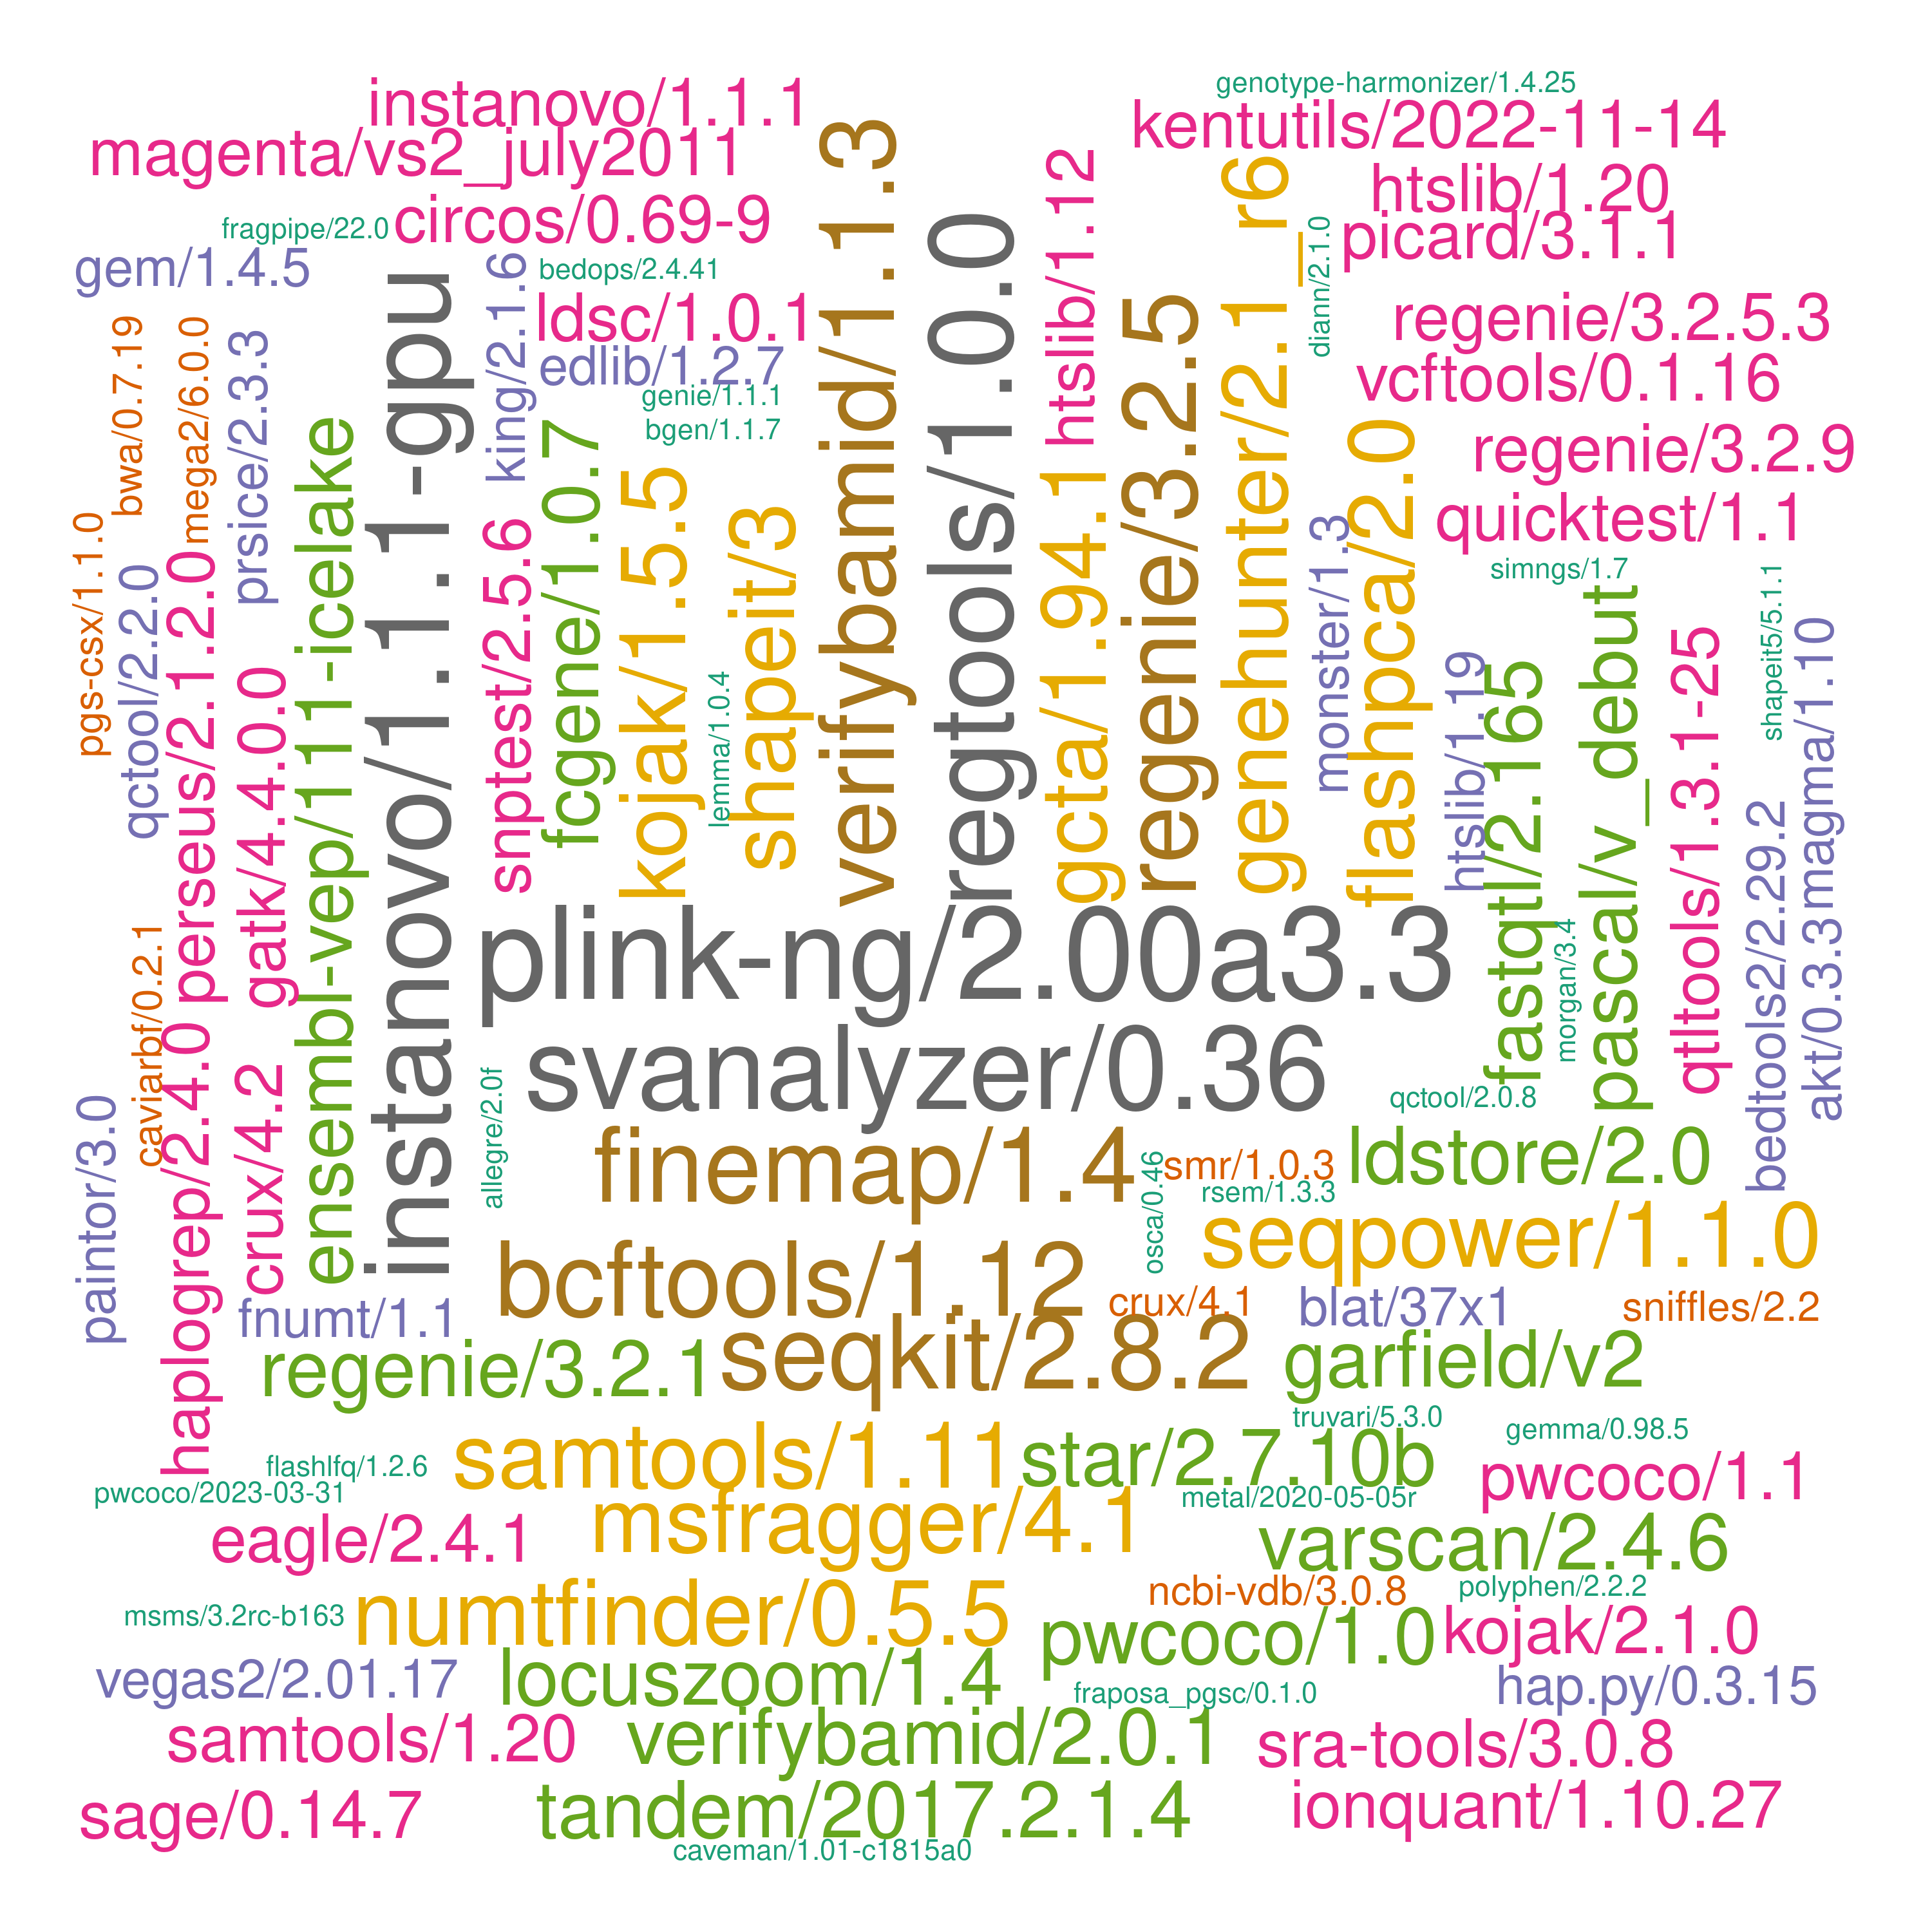 genotype-harmonizer/1.4.25
instanovo/1.1.1
kentutils/2022-11-14
magenta/vs2_july2011
htslib/1.20
circos/0.69-9
fragpipe/22.0
picard/3.1.1
gem/1.4.5
bedops/2.4.41
ldsc/1.0.1
regenie/3.2.5.3
edlib/1.2.7
vcftools/0.1.16
genie/1.1.1
bgen/1.1.7
regenie/3.2.9
quicktest/1.1
simngs/1.7
pgs-csx/1.1.0
bwa/0.7.19
qctool/2.2.0
mega2/6.0.0
perseus/2.1.2.0
prsice/2.3.3
gatk/4.4.0.0
ensembl-vep/111-icelake
instanovo/1.1.1-gpu
king/2.1.6
snptest/2.5.6
fcgene/1.0.7
kojak/1.5.5
lemma/1.0.4
shapeit/3
verifybamid/1.1.3
regtools/1.0.0
htslib/1.12
gcta/1.94.1
regenie/3.2.5
genehunter/2.1_r6
diann/2.1.0
monster/1.3
flashpca/2.0
htslib/1.19
fastqtl/2.165
morgan/3.4
pascal/v_debut
qtltools/1.3.1-25
shapeit5/5.1.1
bedtools2/2.29.2
magma/1.10
akt/0.3.3
plink-ng/2.00a3.3
svanalyzer/0.36
caviarbf/0.2.1
paintor/3.0
haplogrep/2.4.0
crux/4.2
allegre/2.0f
qctool/2.0.8
finemap/1.4
osca/0.46
smr/1.0.3
rsem/1.3.3
ldstore/2.0
seqpower/1.1.0
bcftools/1.12
crux/4.1
blat/37x1
sniffles/2.2
fnumt/1.1
regenie/3.2.1
seqkit/2.8.2
garfield/v2
truvari/5.3.0
gemma/0.98.5
flashlfq/1.2.6
samtools/1.11
star/2.7.10b
pwcoco/1.1
pwcoco/2023-03-31
metal/2020-05-05r
eagle/2.4.1
msfragger/4.1
varscan/2.4.6
ncbi-vdb/3.0.8
polyphen/2.2.2
msms/3.2rc-b163
numtfinder/0.5.5
pwcoco/1.0
kojak/2.1.0
vegas2/2.01.17
locuszoom/1.4
fraposa_pgsc/0.1.0
hap.py/0.3.15
samtools/1.20
verifybamid/2.0.1
sra-tools/3.0.8
sage/0.14.7
tandem/2017.2.1.4
ionquant/1.10.27
caveman/1.01-c1815a0